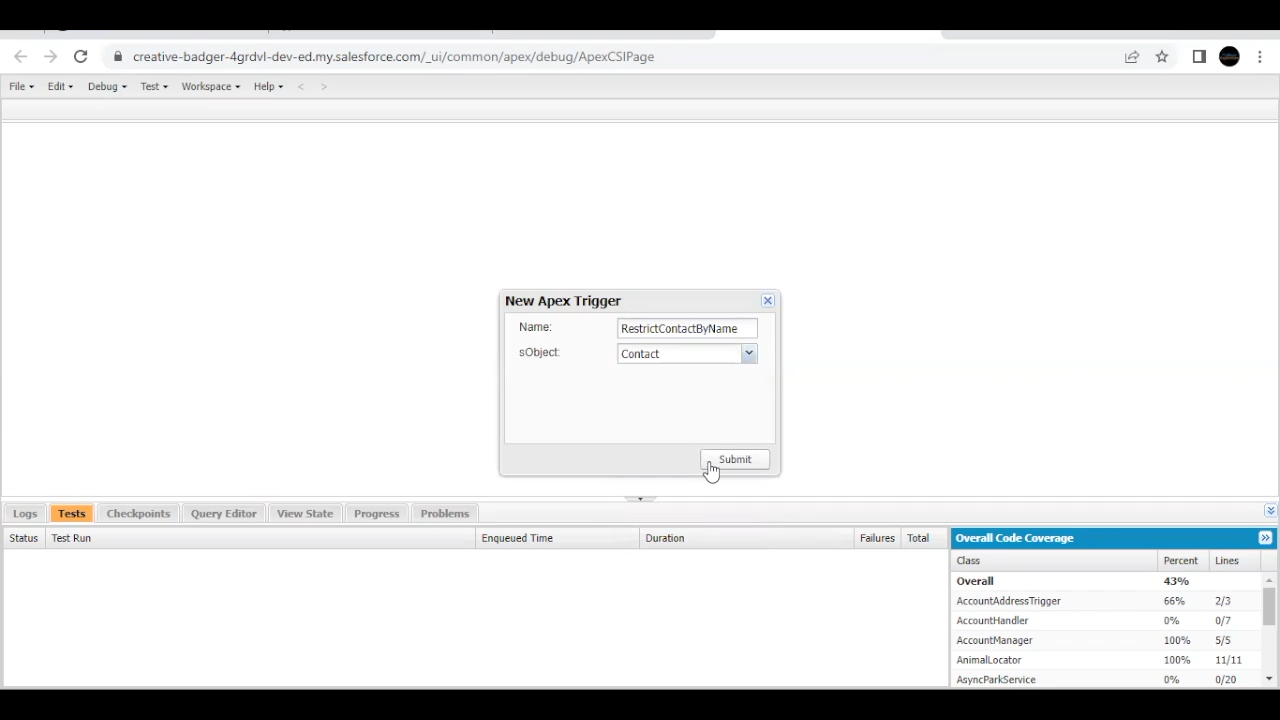 creative-badger-4grdvl-dev-ed.my.salesforce.com/_ui/common/apex/debug/ApexCSIPage
File Edit Debug Test Workspace Help < >
New Apex Trigger
Name: RestrictContactByName
sObject: Contact
Submit
Logs Tests Checkpoints Query Editor View State Progress Problems
Status Test Run Enqueued Time Duration Failures Total Overall Code Coverage
Class Percent Lines
Overall 43%
AccountAddressTrigger 66% 2/3
AccountHandler 0% 0/7
AccountManager 100% 5/5
AnimalLocator 100% 11/11
AsyncParkService 0% 0/20